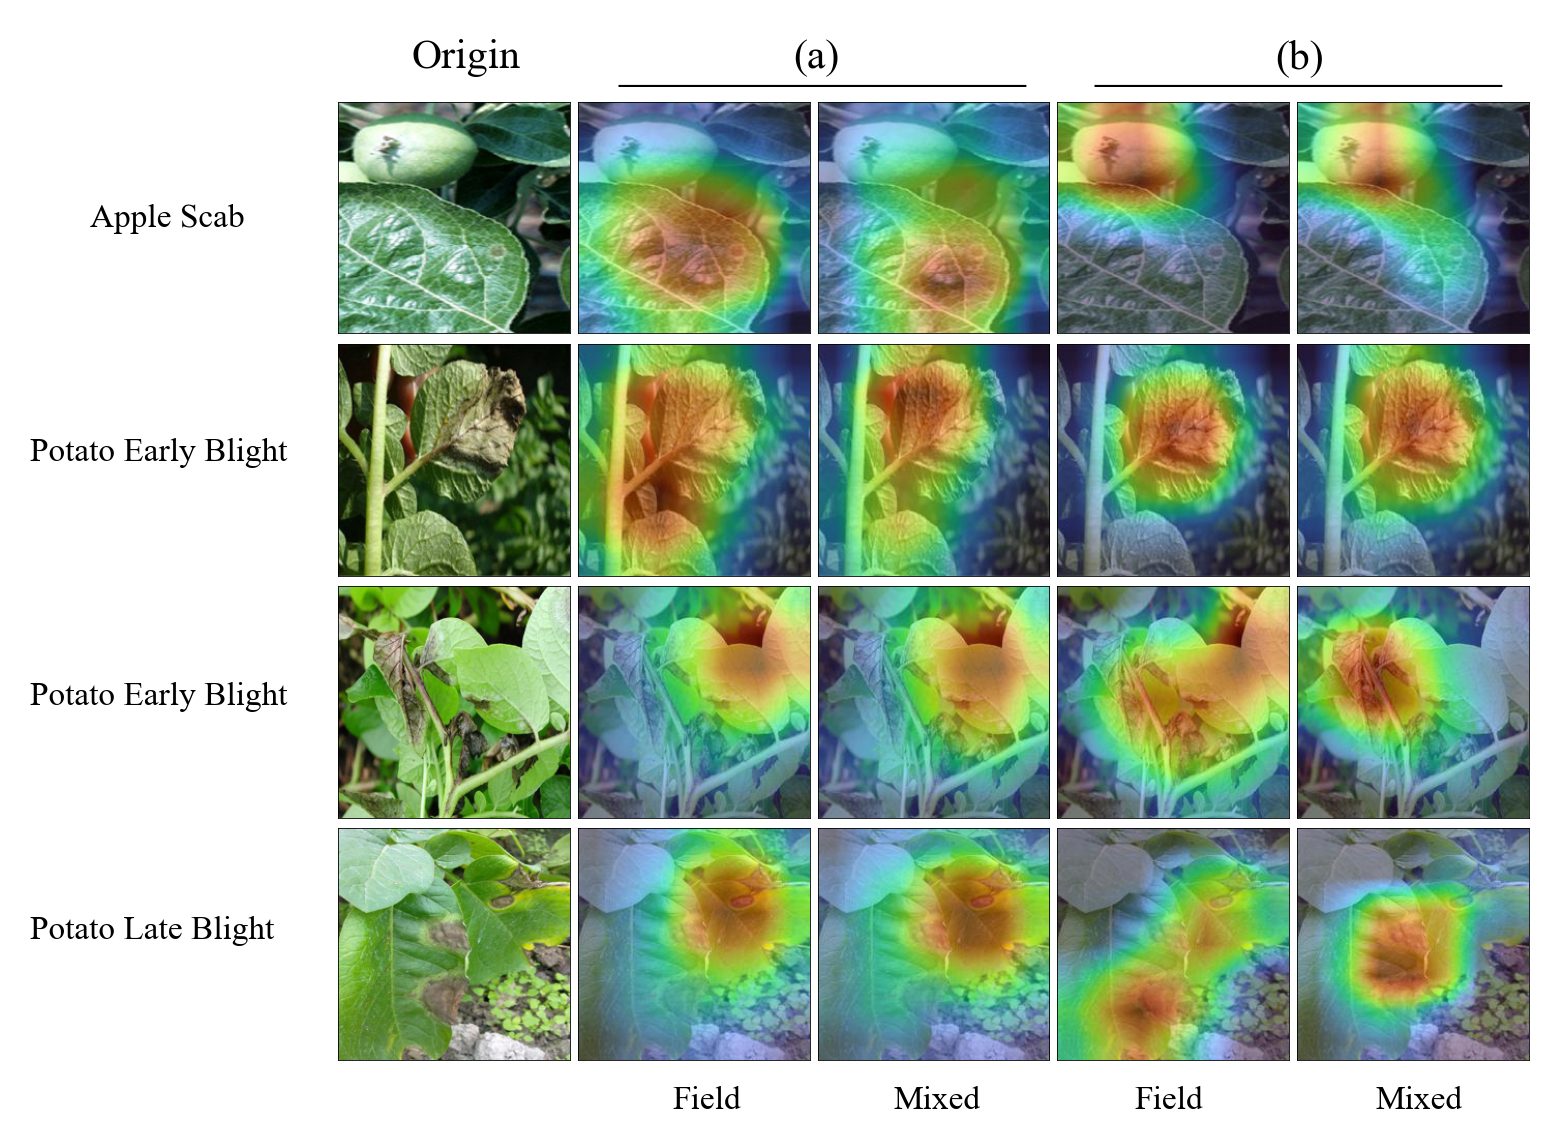 Origin (a) (b)
Apple Scab
Potato Early Blight
Potato Early Blight
Potato Late Blight
Field Mixed Field Mixed